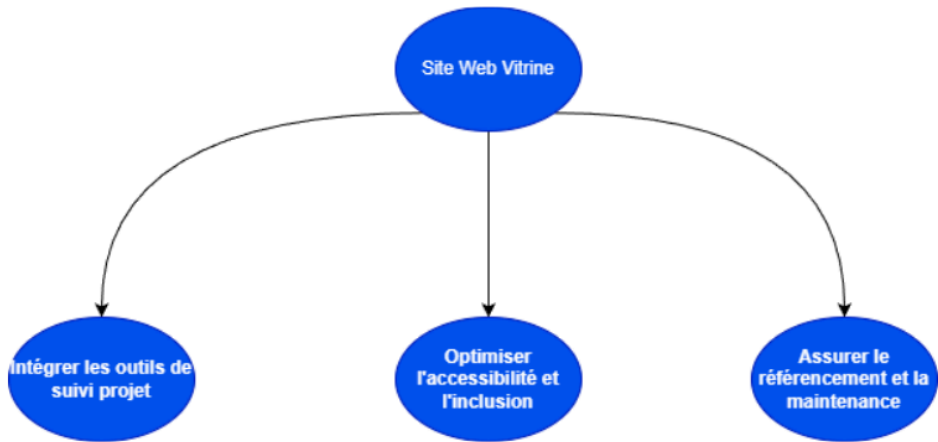 Site Web Vitrine
Intégrer les outils de
suivi projet
Optimiser
l'accessibilité et
l'inclusion
Assurer le
référencement et la
maintenance